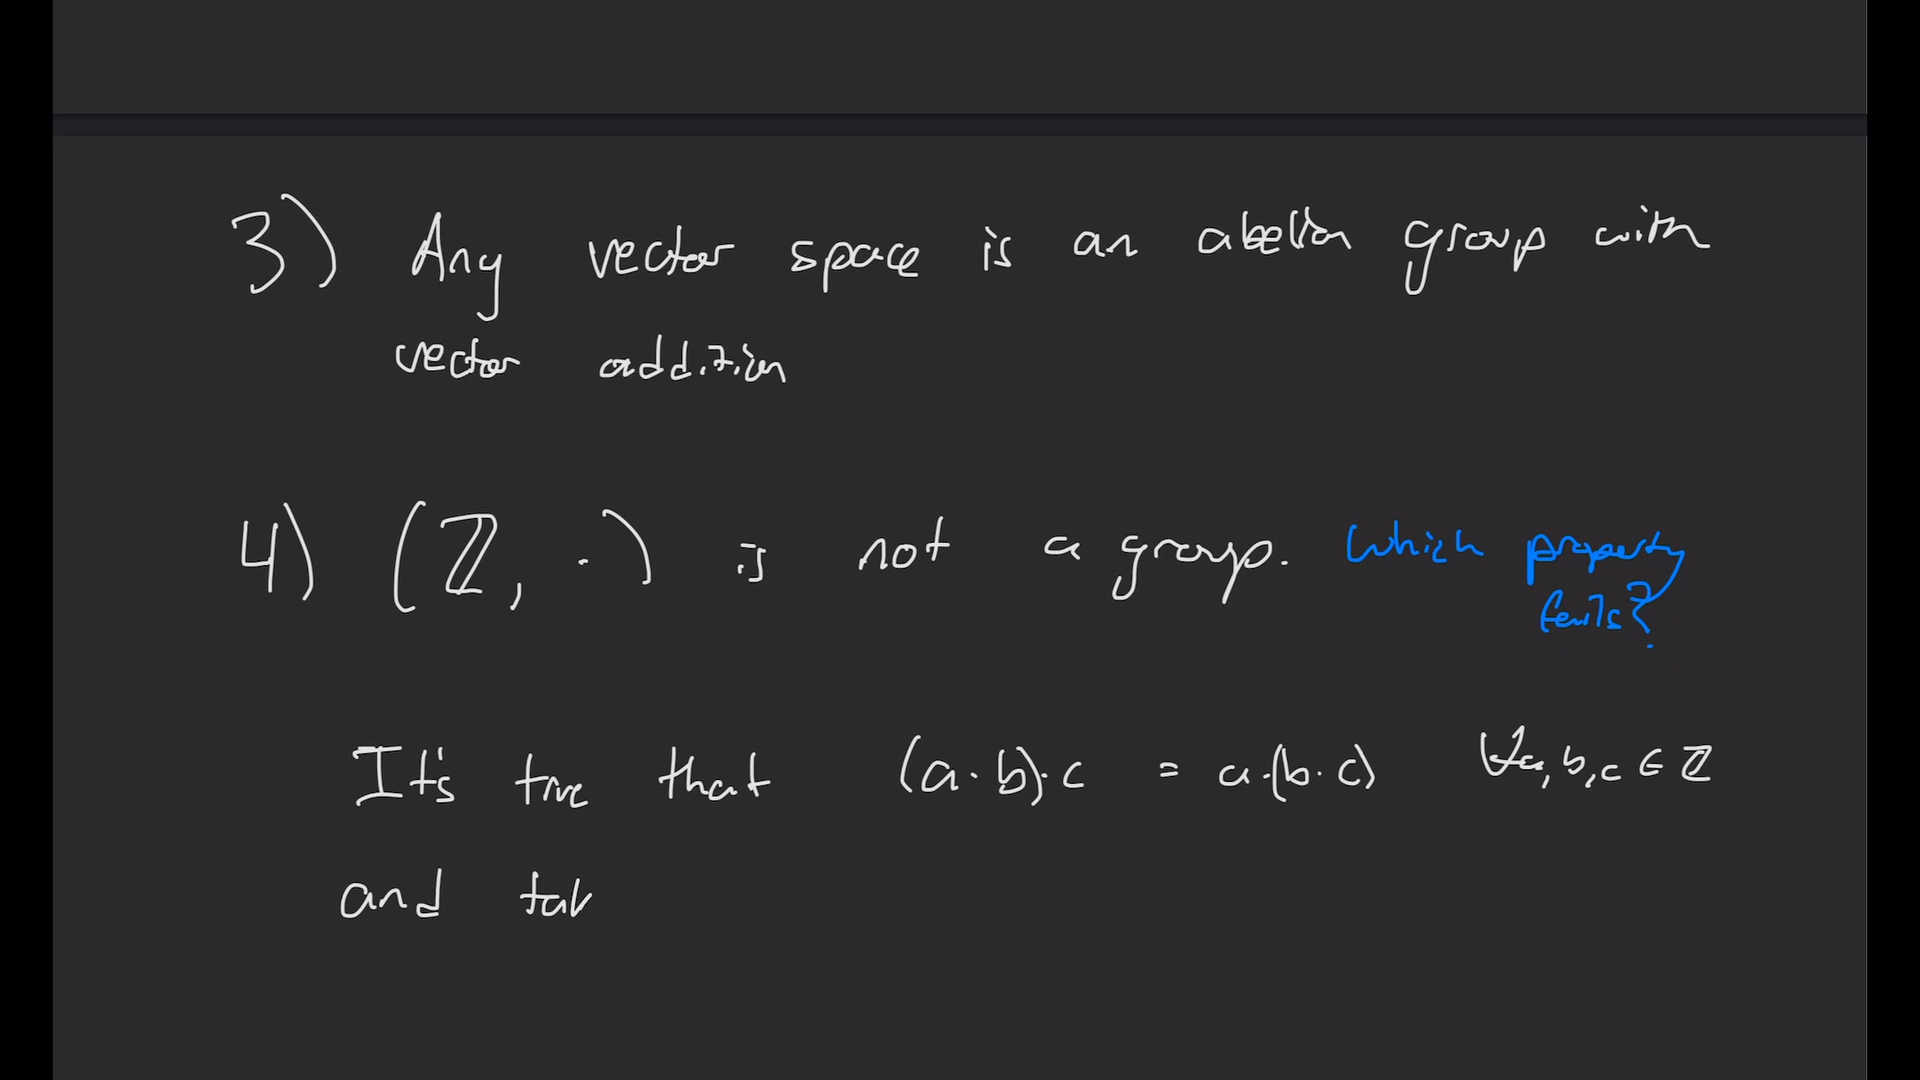 3) Any vector space is an abelian group with
vector addition
4) (ℤ, ·) is not a group. Which property
fails?
It's true that (a·b)·c = a·(b·c) ∀a,b,c ∈ ℤ
and tak